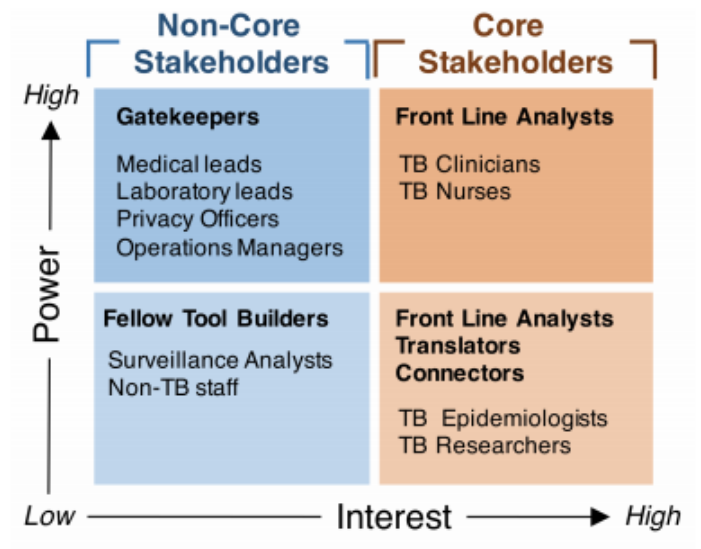 Non-Core
Stakeholders
Core
Stakeholders
High
Gatekeepers
Medical leads
Laboratory leads
Privacy Officers
Operations Managers
Front Line Analysts
TB Clinicians
TB Nurses
Power
Fellow Tool Builders
Surveillance Analysts
Non-TB staff
Front Line Analysts
Translators
Connectors
TB Epidemiologists
TB Researchers
Low
Interest
High